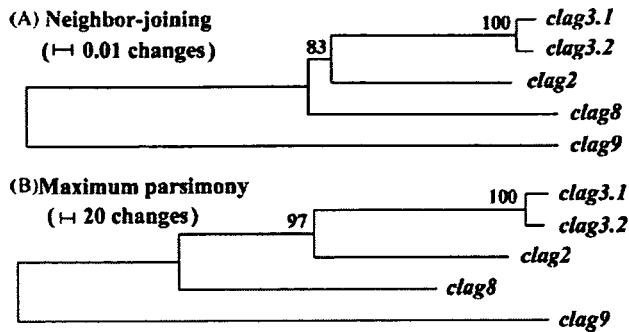 (A) Neighbor-joining
(⊢⊣ 0.01 changes)
100
clag3.1
clag3.2
83
clag2
clag8
clag9
(B)Maximum parsimony
(⊢⊣ 20 changes)
100
clag3.1
clag3.2
97
clag2
clag8
clag9